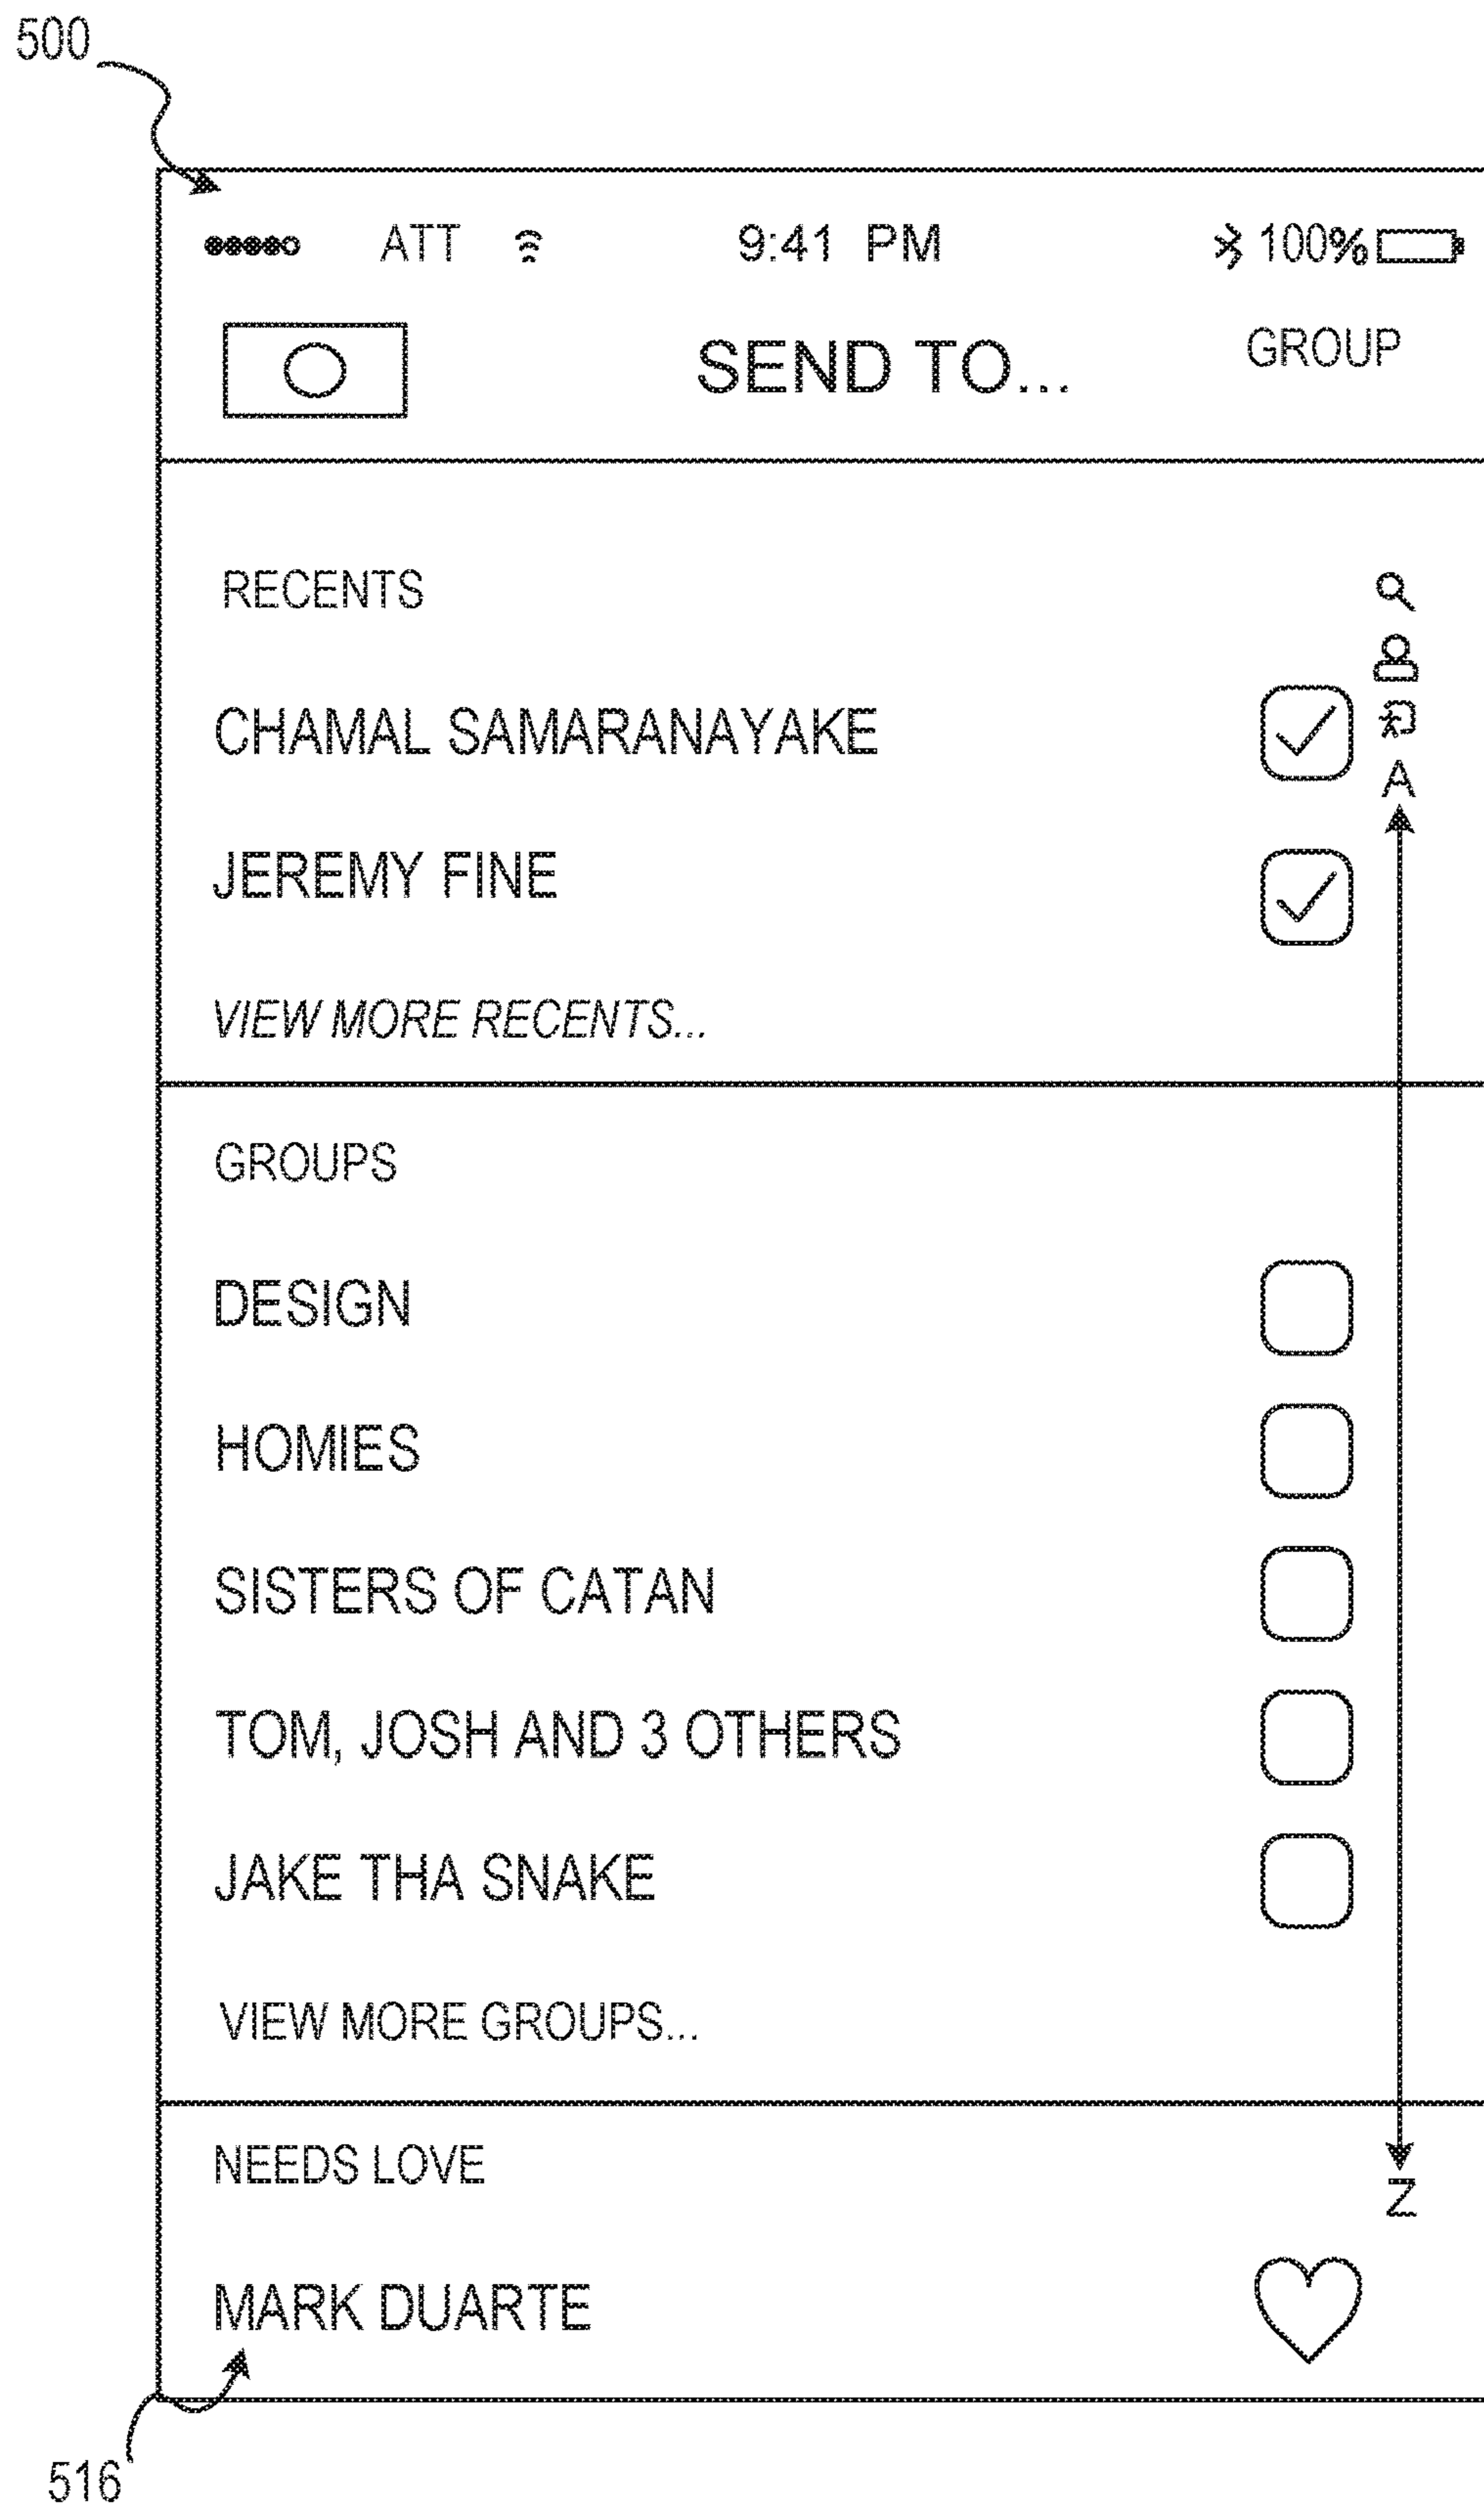 500
ATT 9:41 PM 100%
SEND TO... GROUP
RECENTS
CHAMAL SAMARANAYAKE
A
JEREMY FINE
VIEW MORE RECENTS...
GROUPS
DESIGN
HOMIES
SISTERS OF CATAN
TOM, JOSH AND 3 OTHERS
JAKE THA SNAKE
VIEW MORE GROUPS...
NEEDS LOVE
Z
MARK DUARTE
516